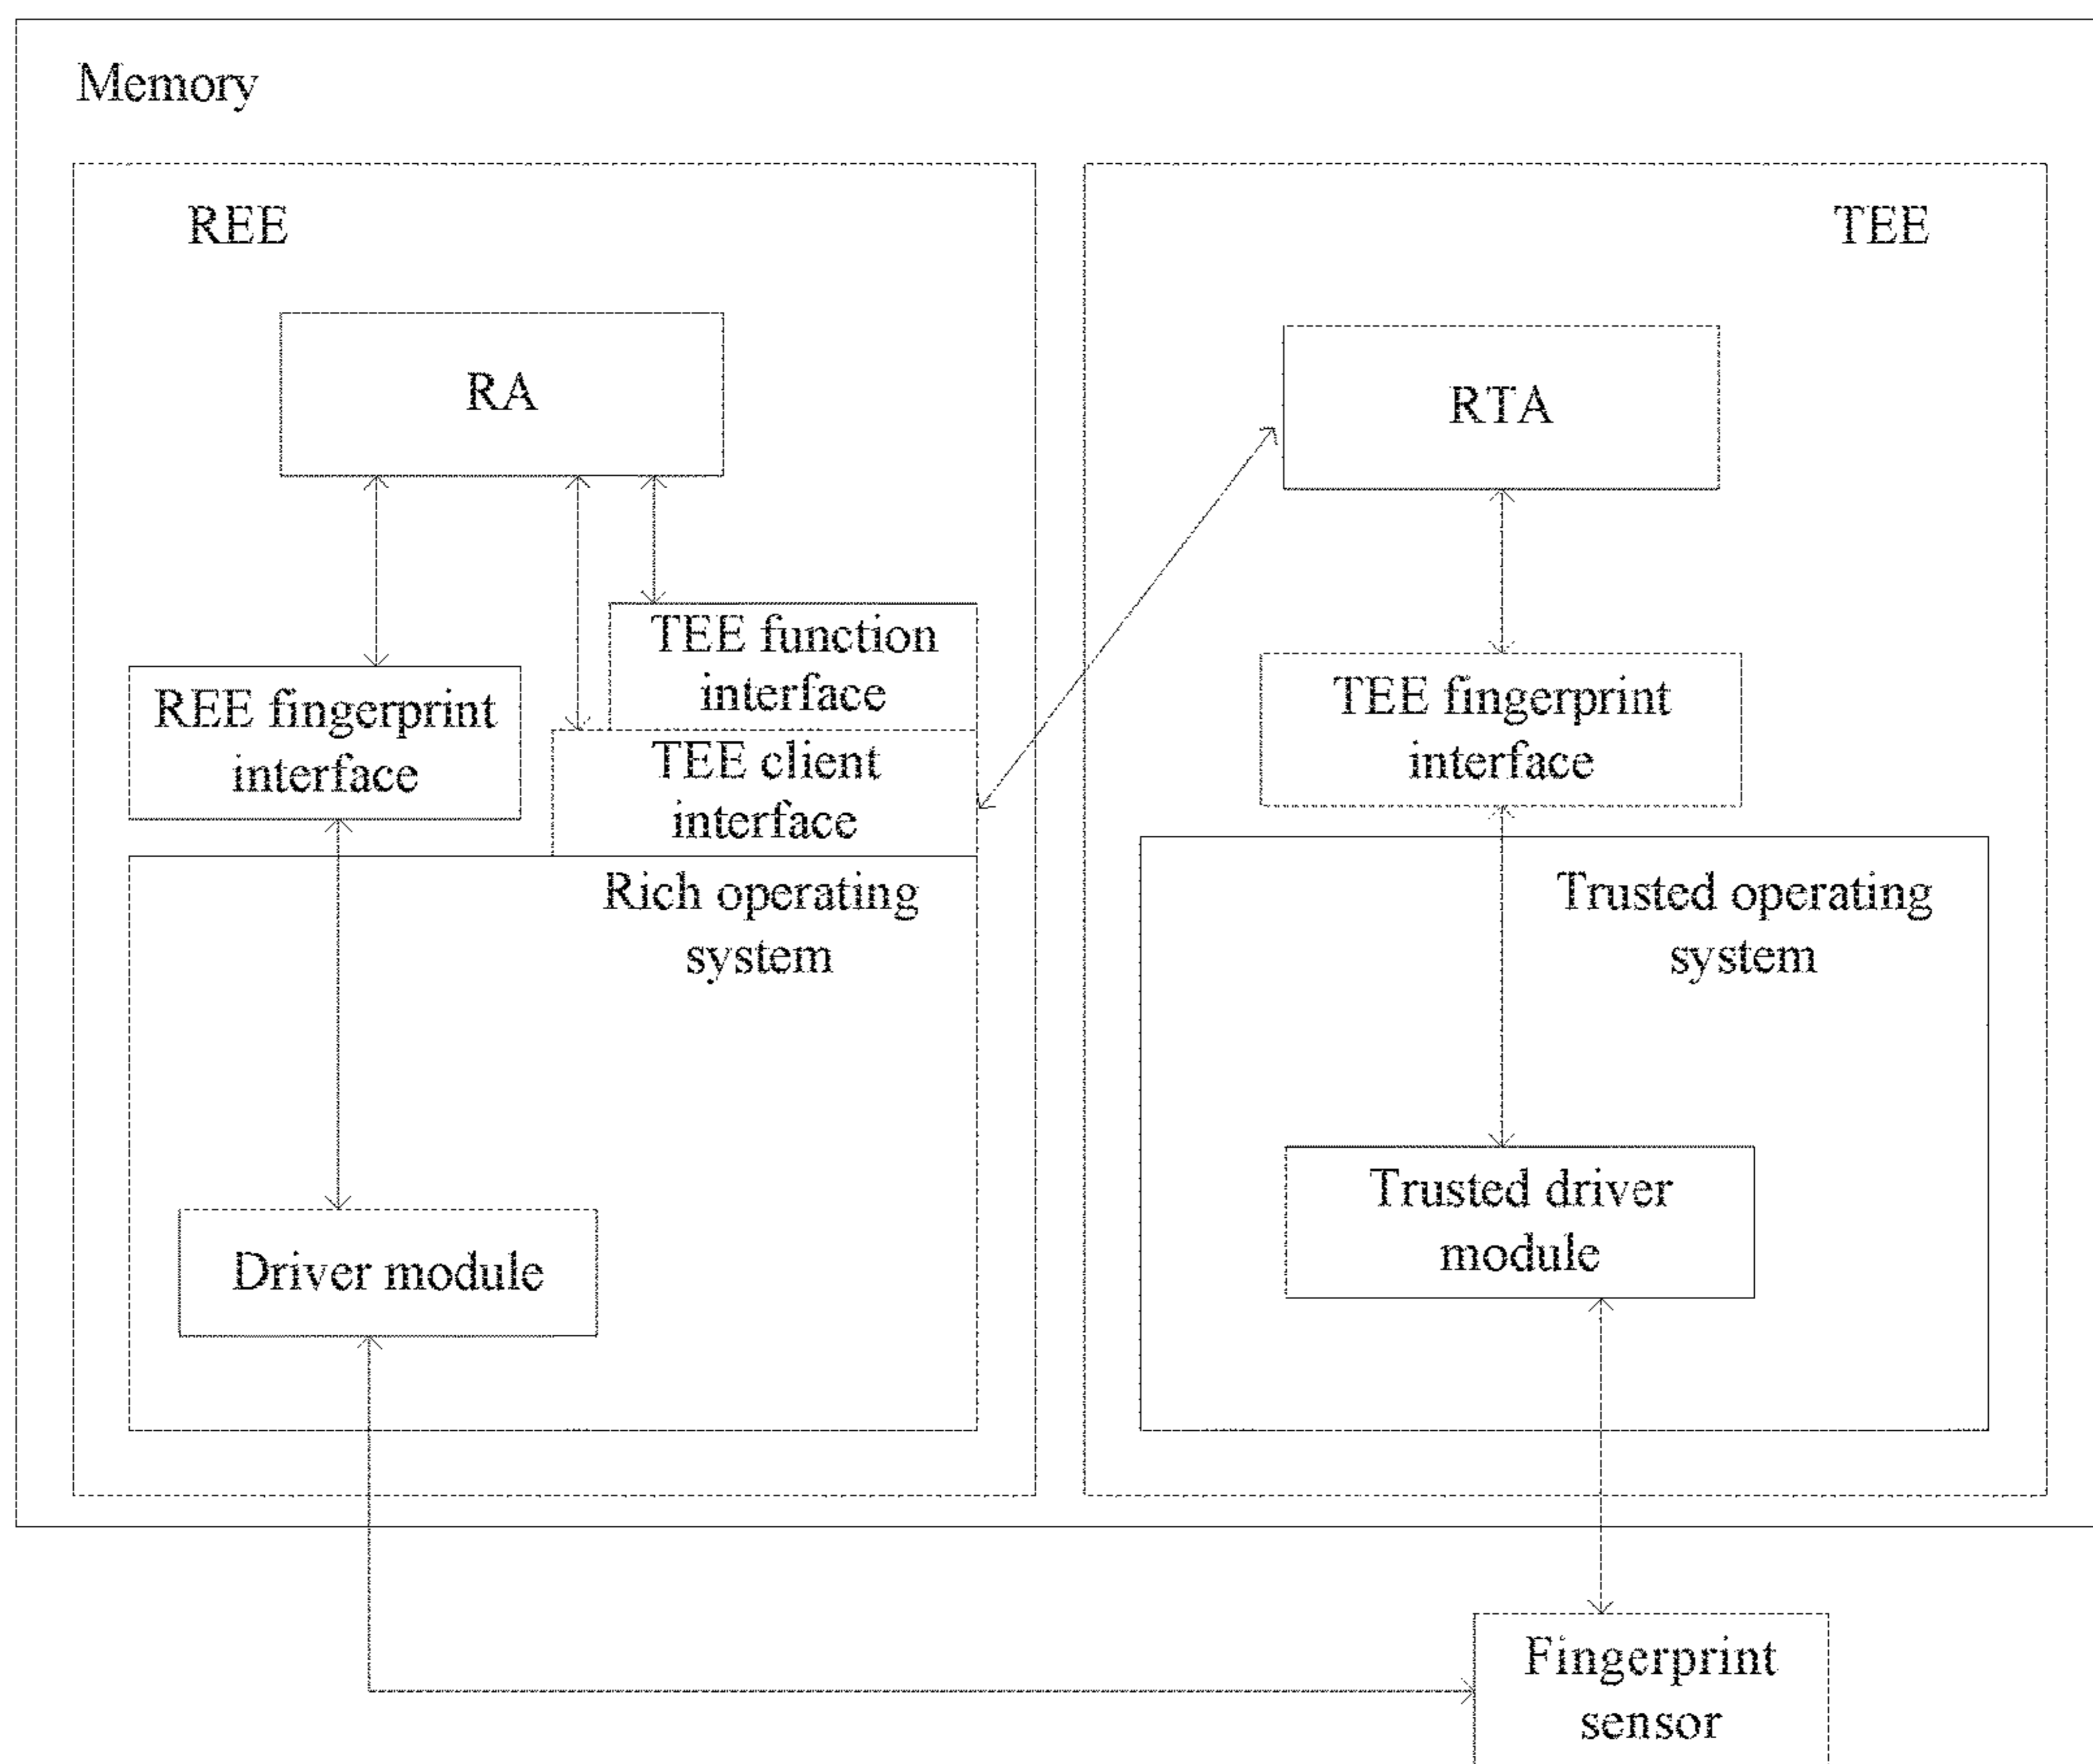 Memory
REE
TEE
RA
RTA
TEE function
interface
REE fingerprint
interface
TEE client
interface
TEE fingerprint
interface
Rich operating
system
Trusted operating
system
Driver module
Trusted driver
module
Fingerprint
sensor